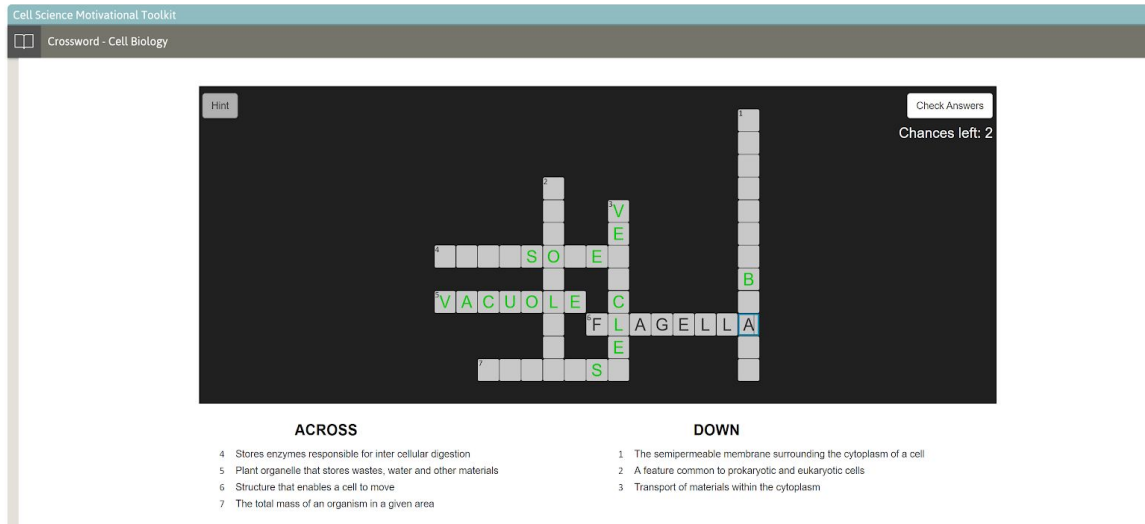 Cell Science Motivational Toolkit
Crossword - Cell Biology
Hint
Check Answers
Chances left: 2
1
2
3 V
E
4 S O E
B
5 V A C U O L E C
6 F L A G E L L A
E
7 S
ACROSS
4 Stores enzymes responsible for inter cellular digestion
5 Plant organelle that stores wastes, water and other materials
6 Structure that enables a cell to move
7 The total mass of an organism in a given area
DOWN
1 The semipermeable membrane surrounding the cytoplasm of a cell
2 A feature common to prokaryotic and eukaryotic cells
3 Transport of materials within the cytoplasm